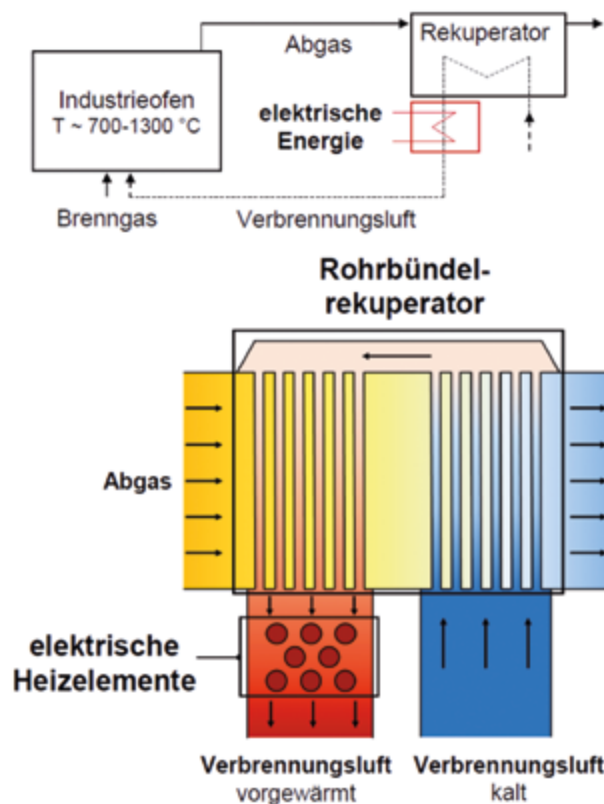 Abgas
Rekuperator
Industrieofen
T ~ 700-1300 °C
elektrische
Energie
Brenngas
Verbrennungsluft
Rohrbündel-
rekuperator
Abgas
elektrische
Heizelemente
Verbrennungsluft
vorgewärmt
Verbrennungsluft
kalt